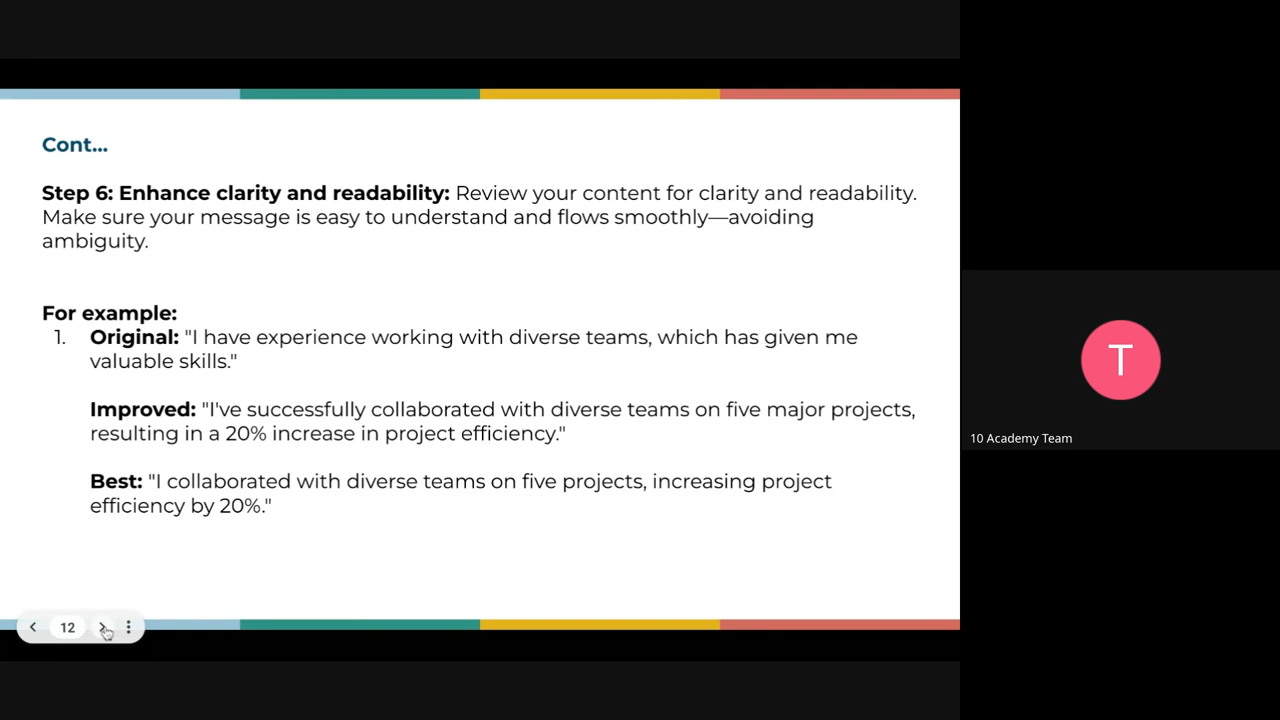 Cont...
Step 6: Enhance clarity and readability: Review your content for clarity and readability.
Make sure your message is easy to understand and flows smoothly—avoiding
ambiguity.
For example:
1. Original: "I have experience working with diverse teams, which has given me
valuable skills."
Improved: "I've successfully collaborated with diverse teams on five major projects,
resulting in a 20% increase in project efficiency."
Best: "I collaborated with diverse teams on five projects, increasing project
efficiency by 20%."
12
T
10 Academy Team